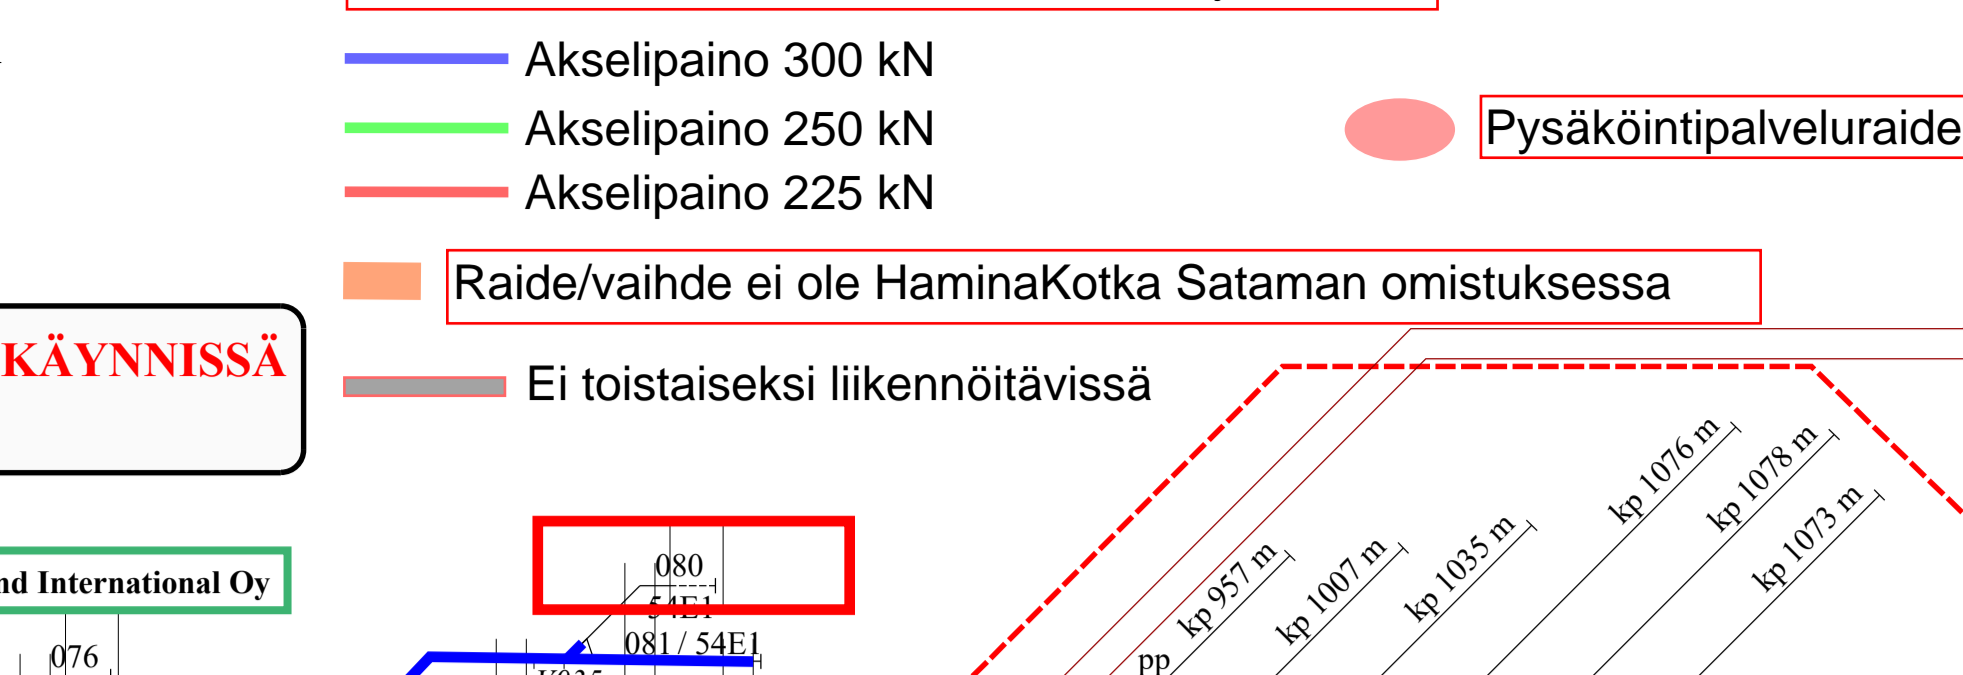 Akselipaino 300 kN
Akselipaino 250 kN
Pysäköintipalveluraide
Akselipaino 225 kN
Raide/vaihde ei ole HaminaKotka Sataman omistuksessa
KÄYNNISSÄ
Ei toistaiseksi liikennöitävissä
kp 1076 m
kp 1078 m
kp 1073 m
kp 957 m
kp 1007 m
kp 1035 m
International Oy
080
54E1
081 / 54E1
076
pp